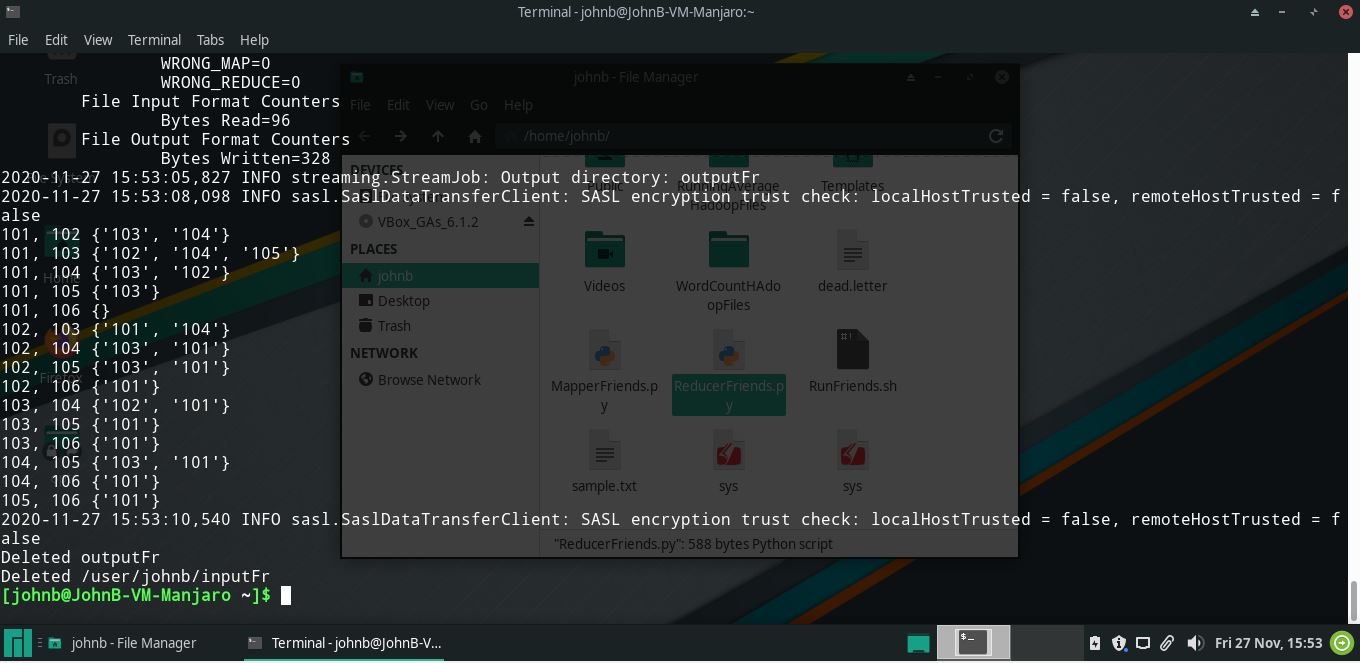 Terminal - johnb@JohnB-VM-Manjaro:~
File Edit View Terminal Tabs Help
WRONG_MAP=0
WRONG_REDUCE=0
File Input Format Counters
Bytes Read=96
File Output Format Counters
Bytes Written=328
2020-11-27 15:53:05,827 INFO streaming.StreamJob: Output directory: outputFr
2020-11-27 15:53:08,098 INFO sasl.SaslDataTransferClient: SASL encryption trust check: localHostTrusted = false, remoteHostTrusted = f
alse
101, 102 {'103', '104'}
101, 103 {'102', '104', '105'}
101, 104 {'103', '102'}
101, 105 {'103'}
101, 106 {}
102, 103 {'101', '104'}
102, 104 {'103', '101'}
102, 105 {'103', '101'}
102, 106 {'101'}
103, 104 {'102', '101'}
103, 105 {'101'}
103, 106 {'101'}
104, 105 {'103', '101'}
104, 106 {'101'}
105, 106 {'101'}
2020-11-27 15:53:10,540 INFO sasl.SaslDataTransferClient: SASL encryption trust check: localHostTrusted = false, remoteHostTrusted = f
alse
Deleted outputFr
Deleted /user/johnb/inputFr
[johnb@JohnB-VM-Manjaro ~]$
Trash
Home
johnb - File Manager
File Edit View Go Help
/home/johnb/
DEVICES
VBox_GAs_6.1.2
PLACES
johnb
Desktop
Trash
NETWORK
Browse Network
Public
RunningAverage
HadoopFiles
Templates
Videos
WordCountHAdo
opFiles
dead.letter
MapperFriends.p
y
ReducerFriends.p
y
RunFriends.sh
sample.txt
sys
sys
"ReducerFriends.py": 588 bytes Python script
johnb - File Manager
Terminal - johnb@JohnB-V...
Fri 27 Nov, 15:53